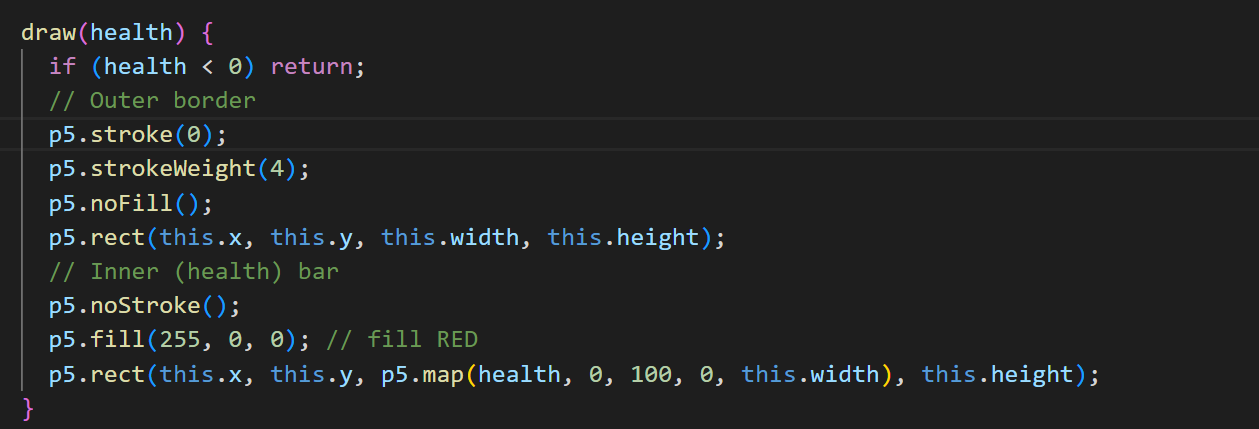 draw(health) {
if (health < 0) return;
// Outer border
p5.stroke(0);
p5.strokeWeight(4);
p5.noFill();
p5.rect(this.x, this.y, this.width, this.height);
// Inner (health) bar
p5.noStroke();
p5.fill(255, 0, 0); // fill RED
p5.rect(this.x, this.y, p5.map(health, 0, 100, 0, this.width), this.height);
}